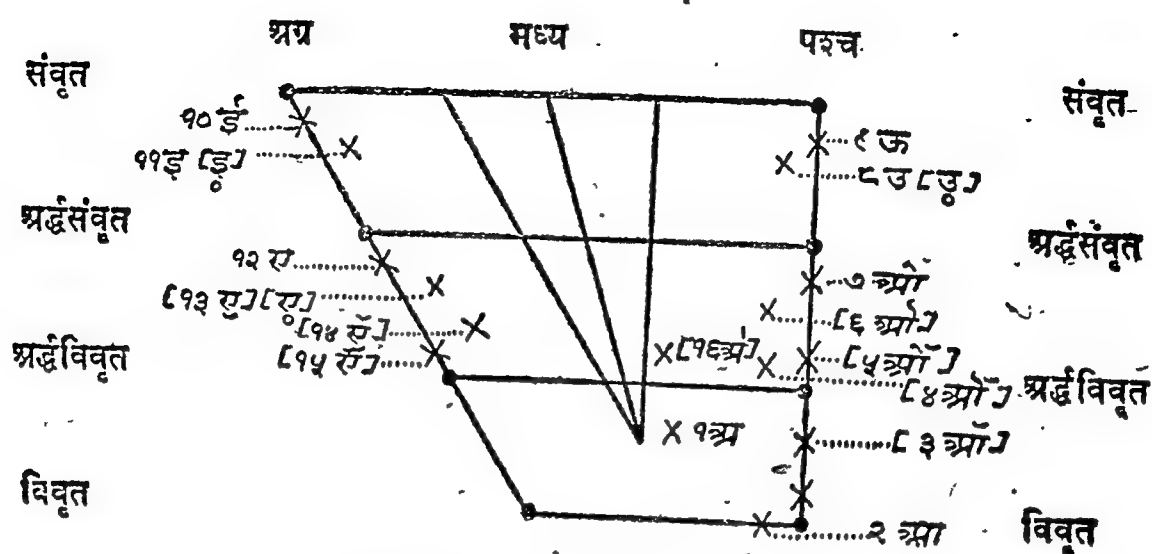 अग्र मध्य पश्च
संवृत संवृत
१० ई ९ ऊ
११ इ [इ़] ८ उ [उ़]
अर्द्धसंवृत अर्द्धसंवृत
१२ ए ७ ओ
[१३ ए़] [ए़] [६ ओ़]
[१४ ऍ] [१६ अ़] [५ ओॅ]
अर्द्धविवृत [१५ ऍ] अर्द्धविवृत
[४ ओॅ]
१ अ [३ ऑ]
विवृत २ आ विवृत